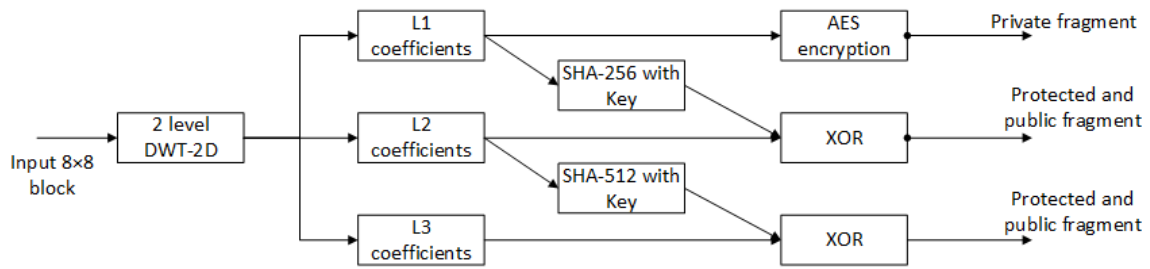 L1
coefficients
AES
encryption
Private fragment
SHA-256 with
Key
Input 8×8
block
2 level
DWT-2D
L2
coefficients
XOR
Protected and
public fragment
SHA-512 with
Key
L3
coefficients
XOR
Protected and
public fragment